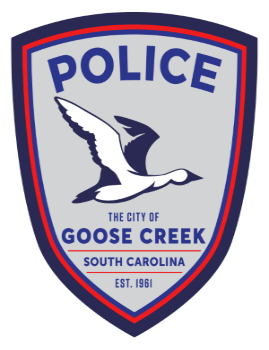 POLICE
THE CITY OF
GOOSE CREEK
SOUTH CAROLINA
EST. 1961